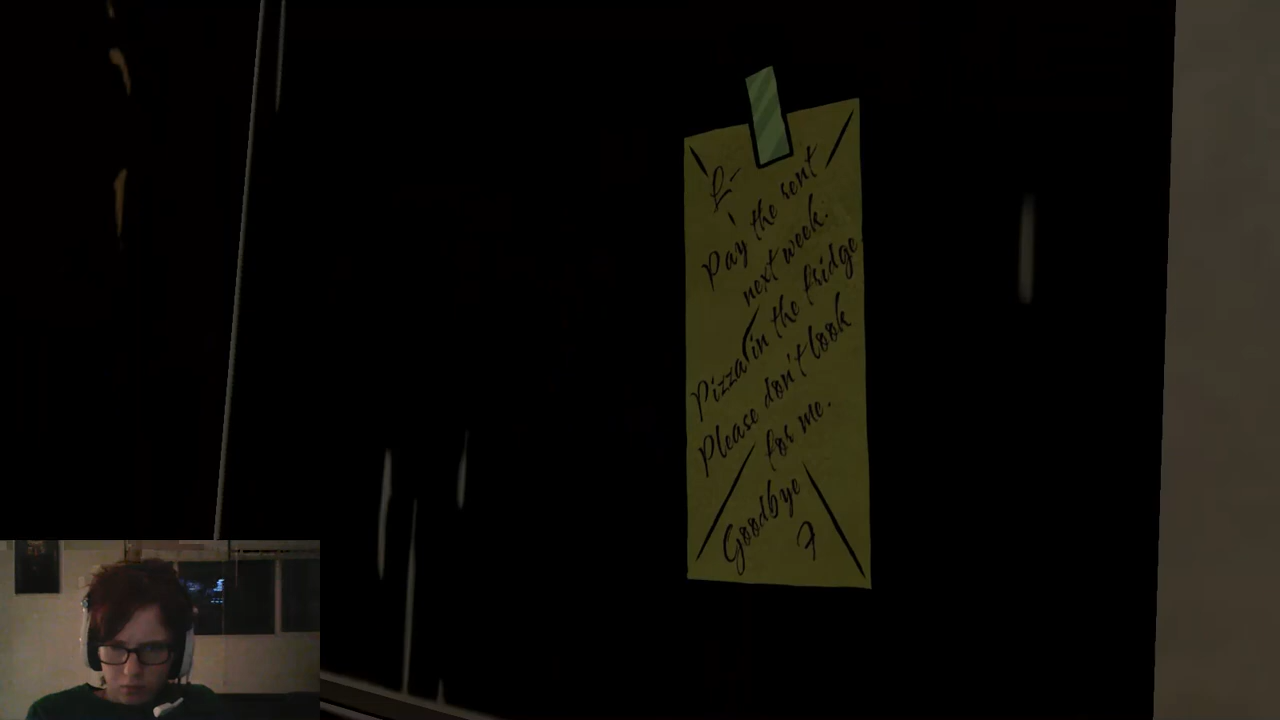 R-
Pay the rent
next week.
Pizza in the fridge
Please don't look
for me.
Goodbye
F